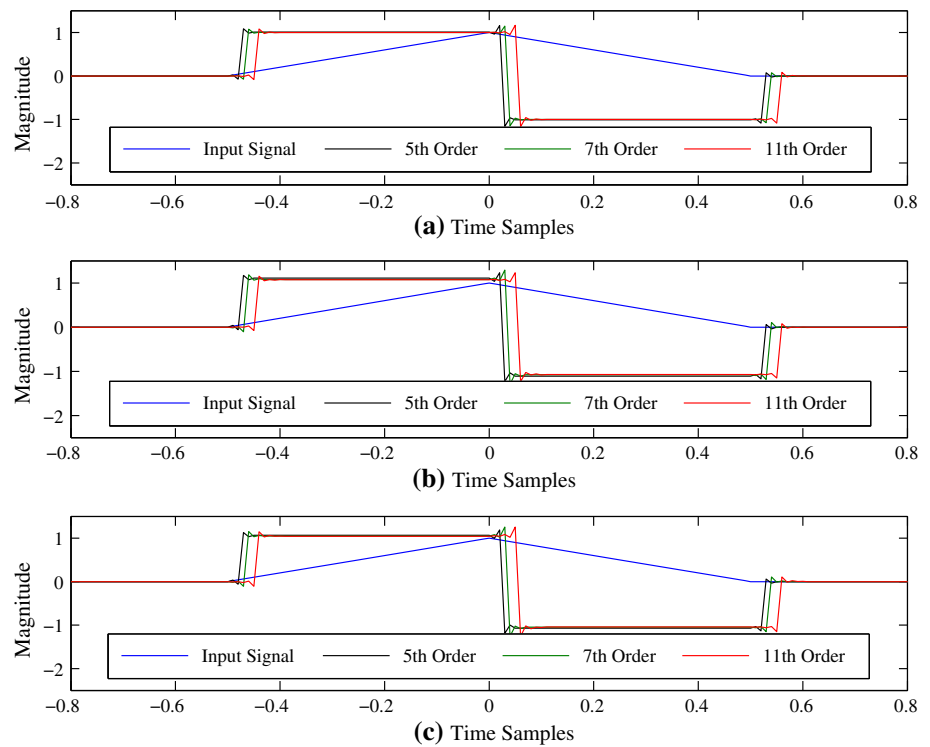 1
0
−1
−2
Magnitude
Input Signal 5th Order 7th Order 11th Order
−0.8 −0.6 −0.4 −0.2 0 0.2 0.4 0.6 0.8
(a) Time Samples
1
0
−1
−2
Magnitude
Input Signal 5th Order 7th Order 11th Order
−0.8 −0.6 −0.4 −0.2 0 0.2 0.4 0.6 0.8
(b) Time Samples
1
0
−1
−2
Magnitude
Input Signal 5th Order 7th Order 11th Order
−0.8 −0.6 −0.4 −0.2 0 0.2 0.4 0.6 0.8
(c) Time Samples